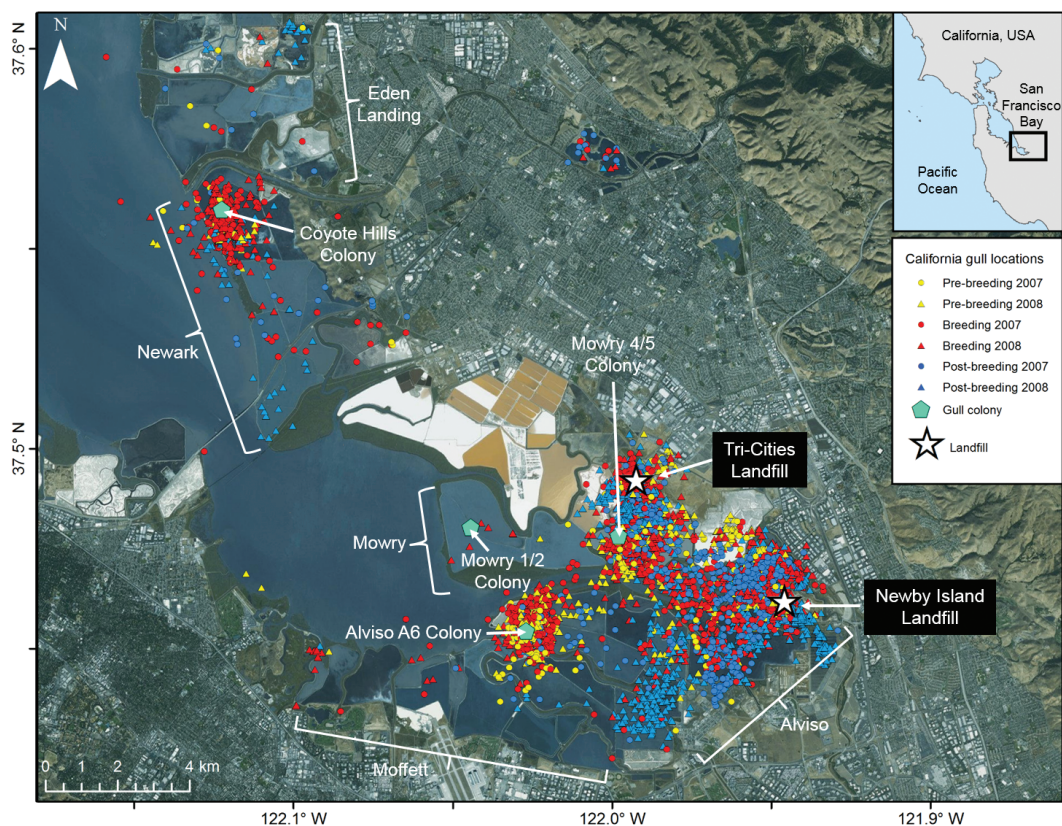 N
37.6° N
37.5° N
Eden
Landing
Coyote Hills
Colony
Newark
Mowry 4/5
Colony
Tri-Cities
Landfill
Mowry
Mowry 1/2
Colony
Alviso A6 Colony
Newby Island
Landfill
Alviso
Moffett
0 1 2 4 km
122.1° W
122.0° W
121.9° W
California, USA
San
Francisco
Bay
Pacific
Ocean
California gull locations
Pre-breeding 2007
Pre-breeding 2008
Breeding 2007
Breeding 2008
Post-breeding 2007
Post-breeding 2008
Gull colony
Landfill